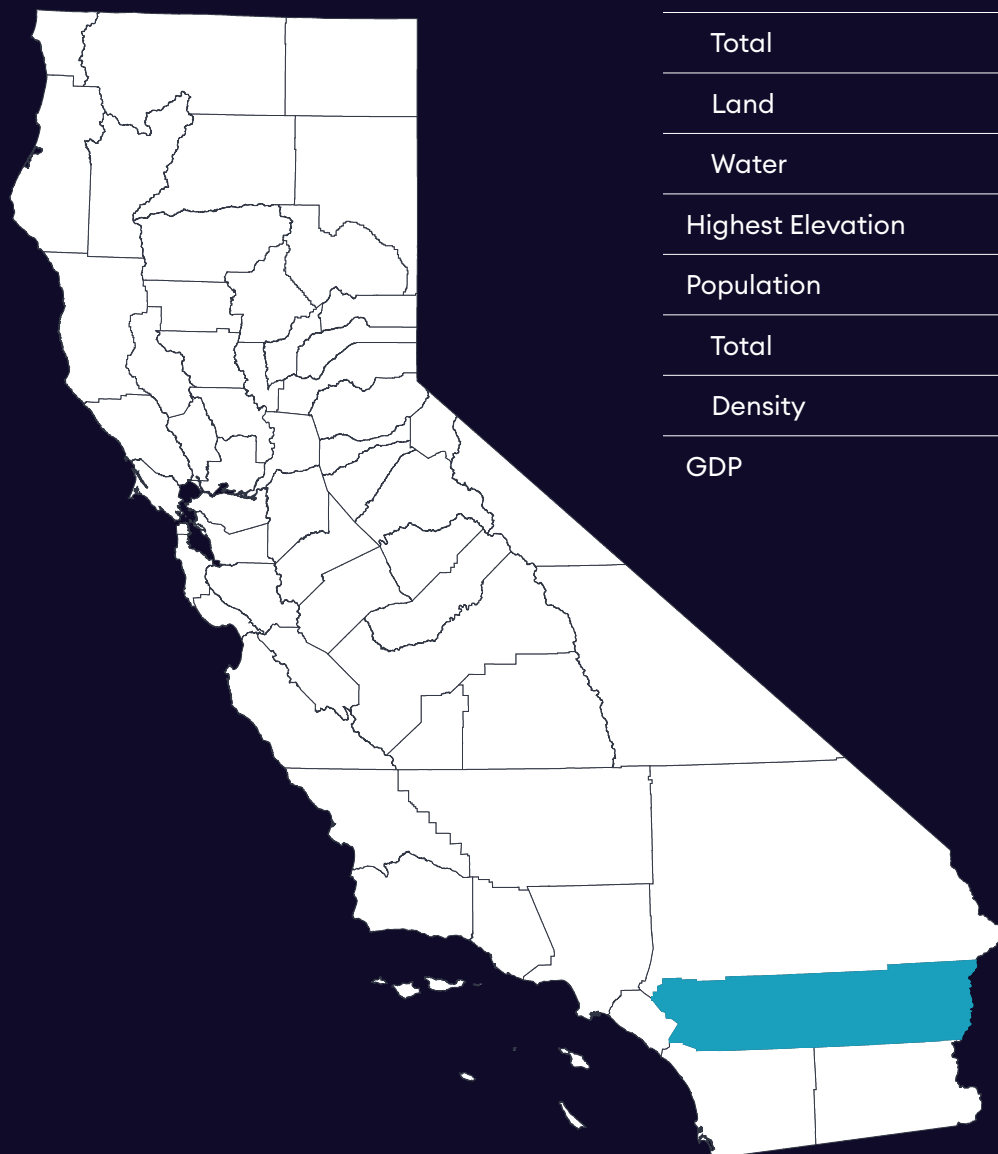 Total
Land
Water
Highest Elevation
Population
Total
Density
GDP